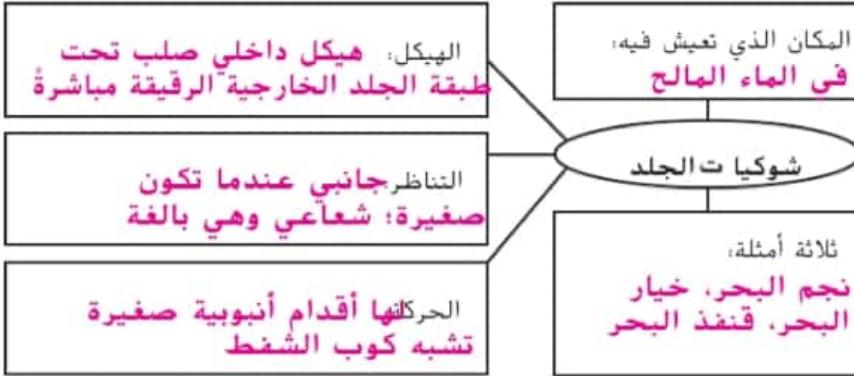 المكان الذي تعيش فيه:
في الماء المالح
الهيكل: هيكل داخلي صلب تحت
طبقة الجلد الخارجية الرقيقة مباشرةً
شوكيات الجلد
التناظر: جانبي عندما تكون
صغيرة؛ شعاعي وهي بالغة
ثلاثة أمثلة:
نجم البحر، خيار
البحر، قنفذ البحر
الحركة: لها أقدام أنبوبية صغيرة
تشبه كوب الشفط